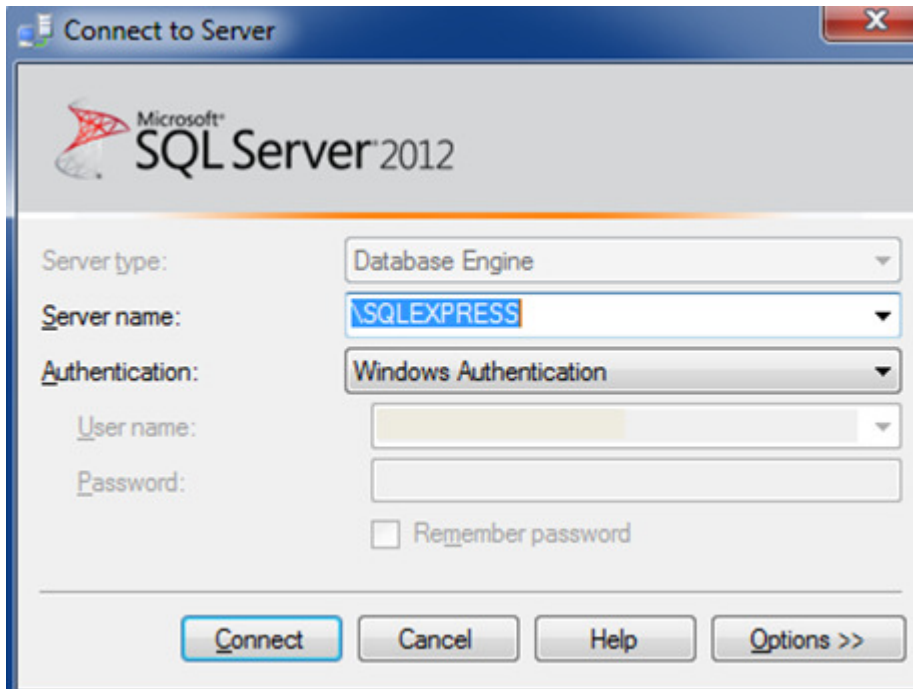 Connect to Server
Microsoft®
SQL Server® 2012
Server type: Database Engine
Server name: \SQLEXPRESS
Authentication: Windows Authentication
User name:
Password:
Remember password
Connect Cancel Help Options >>